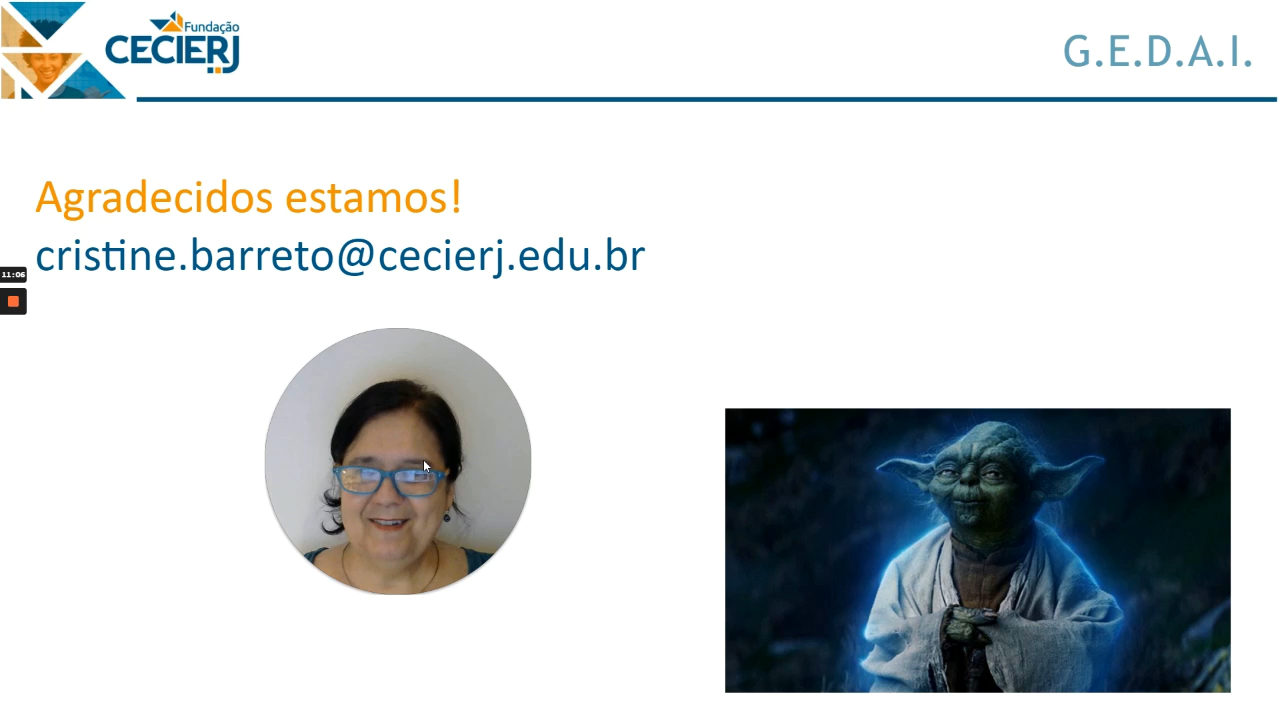 Fundação
CECIERJ
G.E.D.A.I.
Agradecidos estamos!
cristine.barreto@cecierj.edu.br
11:06